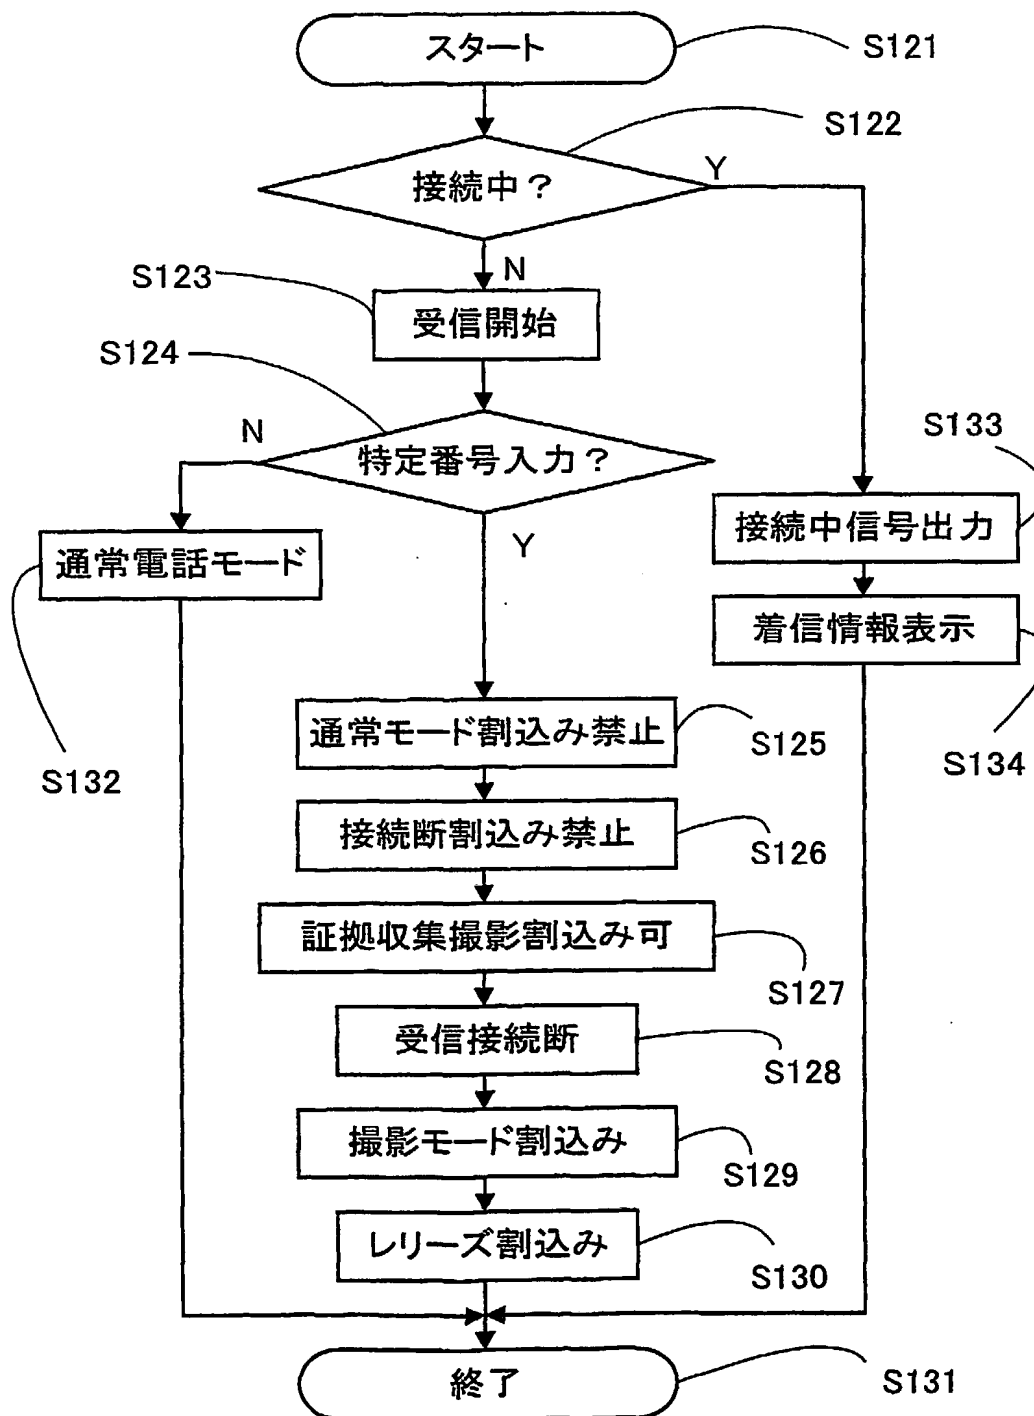 スタート
S121
S122
接続中？
Y
N
S123
受信開始
S124
特定番号入力？
N
Y
S133
接続中信号出力
通常電話モード
着信情報表示
S132
S134
通常モード割込み禁止
S125
接続断割込み禁止
S126
証拠収集撮影割込み可
S127
受信接続断
S128
撮影モード割込み
S129
レリーズ割込み
S130
終了
S131